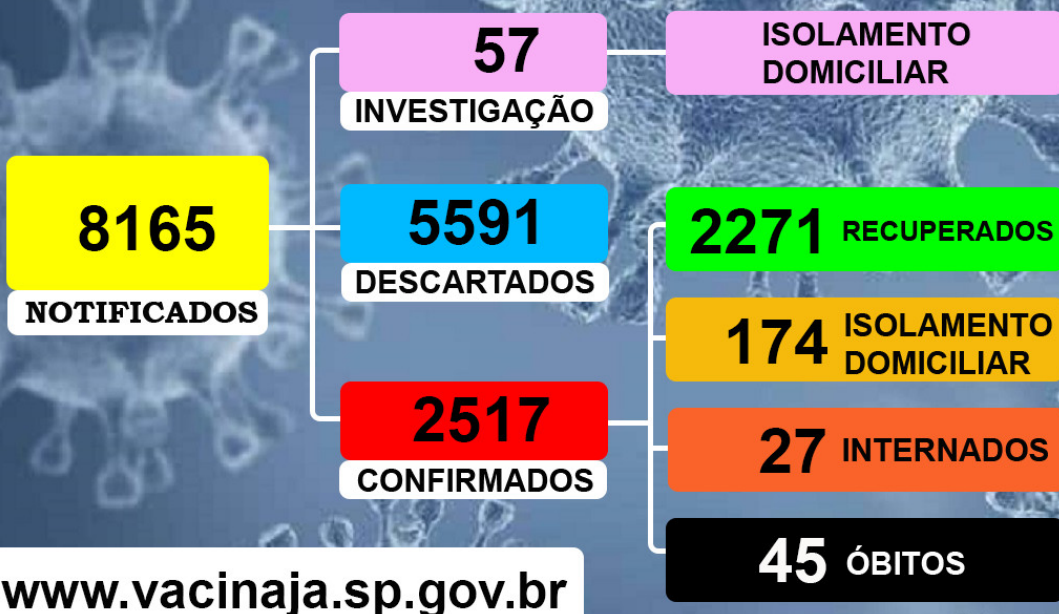 57
INVESTIGAÇÃO
ISOLAMENTO
DOMICILIAR
8165
NOTIFICADOS
5591
DESCARTADOS
2517
CONFIRMADOS
2271 RECUPERADOS
174 ISOLAMENTO
DOMICILIAR
27 INTERNADOS
45 ÓBITOS
www.vacinaja.sp.gov.br